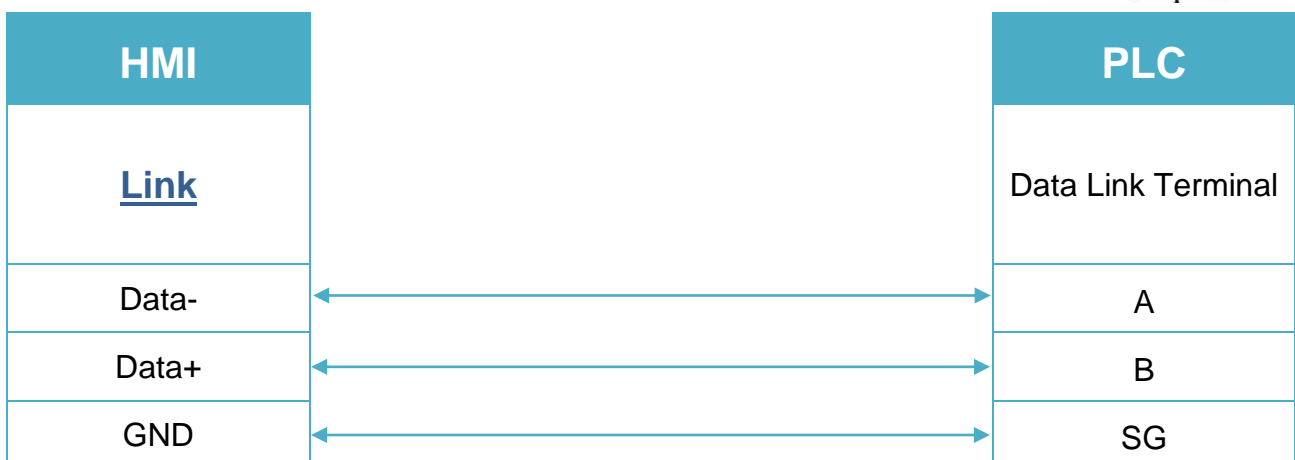 HMI PLC
Link Data Link Terminal
Data- A
Data+ B
GND SG